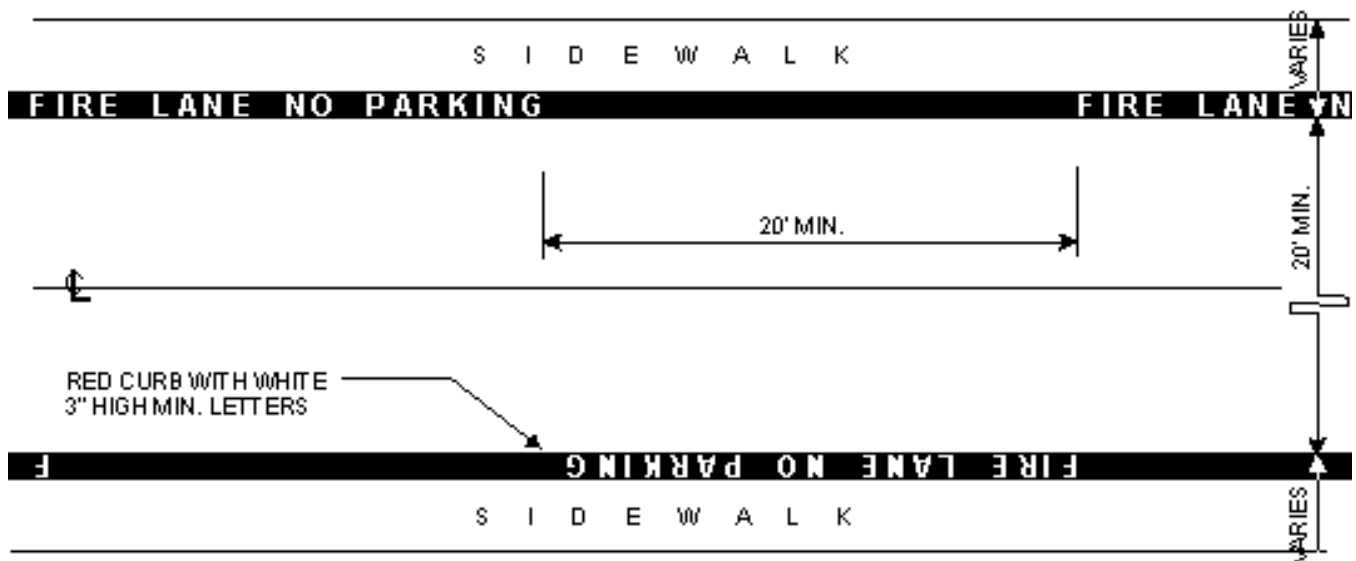 SIDEWALK
VARIES
FIRE LANE NO PARKING
FIRE LANE N
20' MIN.
20' MIN.
℄
RED CURB WITH WHITE
3" HIGH MIN. LETTERS
F
FIRE LANE NO PARKING
SIDEWALK
VARIES